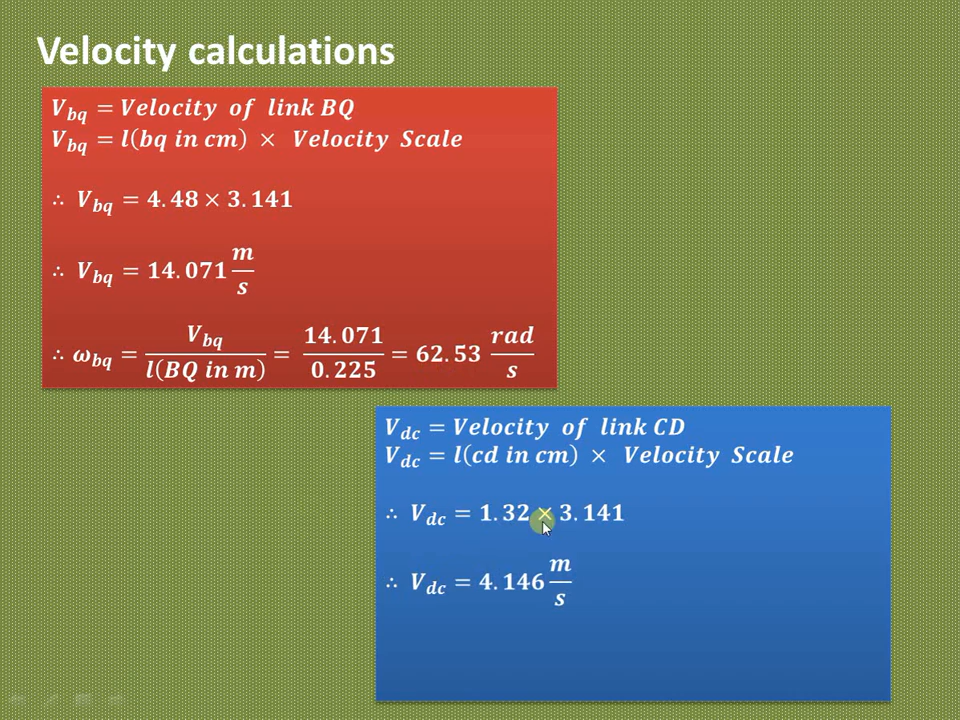 Velocity calculations
V_bq = Velocity of link BQ
V_bq = l(bq in cm) × Velocity Scale
∴ V_bq = 4.48 × 3.141
∴ V_bq = 14.071 m/s
∴ ω_bq = V_bq / l(BQ in m) = 14.071 / 0.225 = 62.53 rad/s
V_dc = Velocity of link CD
V_dc = l(cd in cm) × Velocity Scale
∴ V_dc = 1.32 × 3.141
∴ V_dc = 4.146 m/s